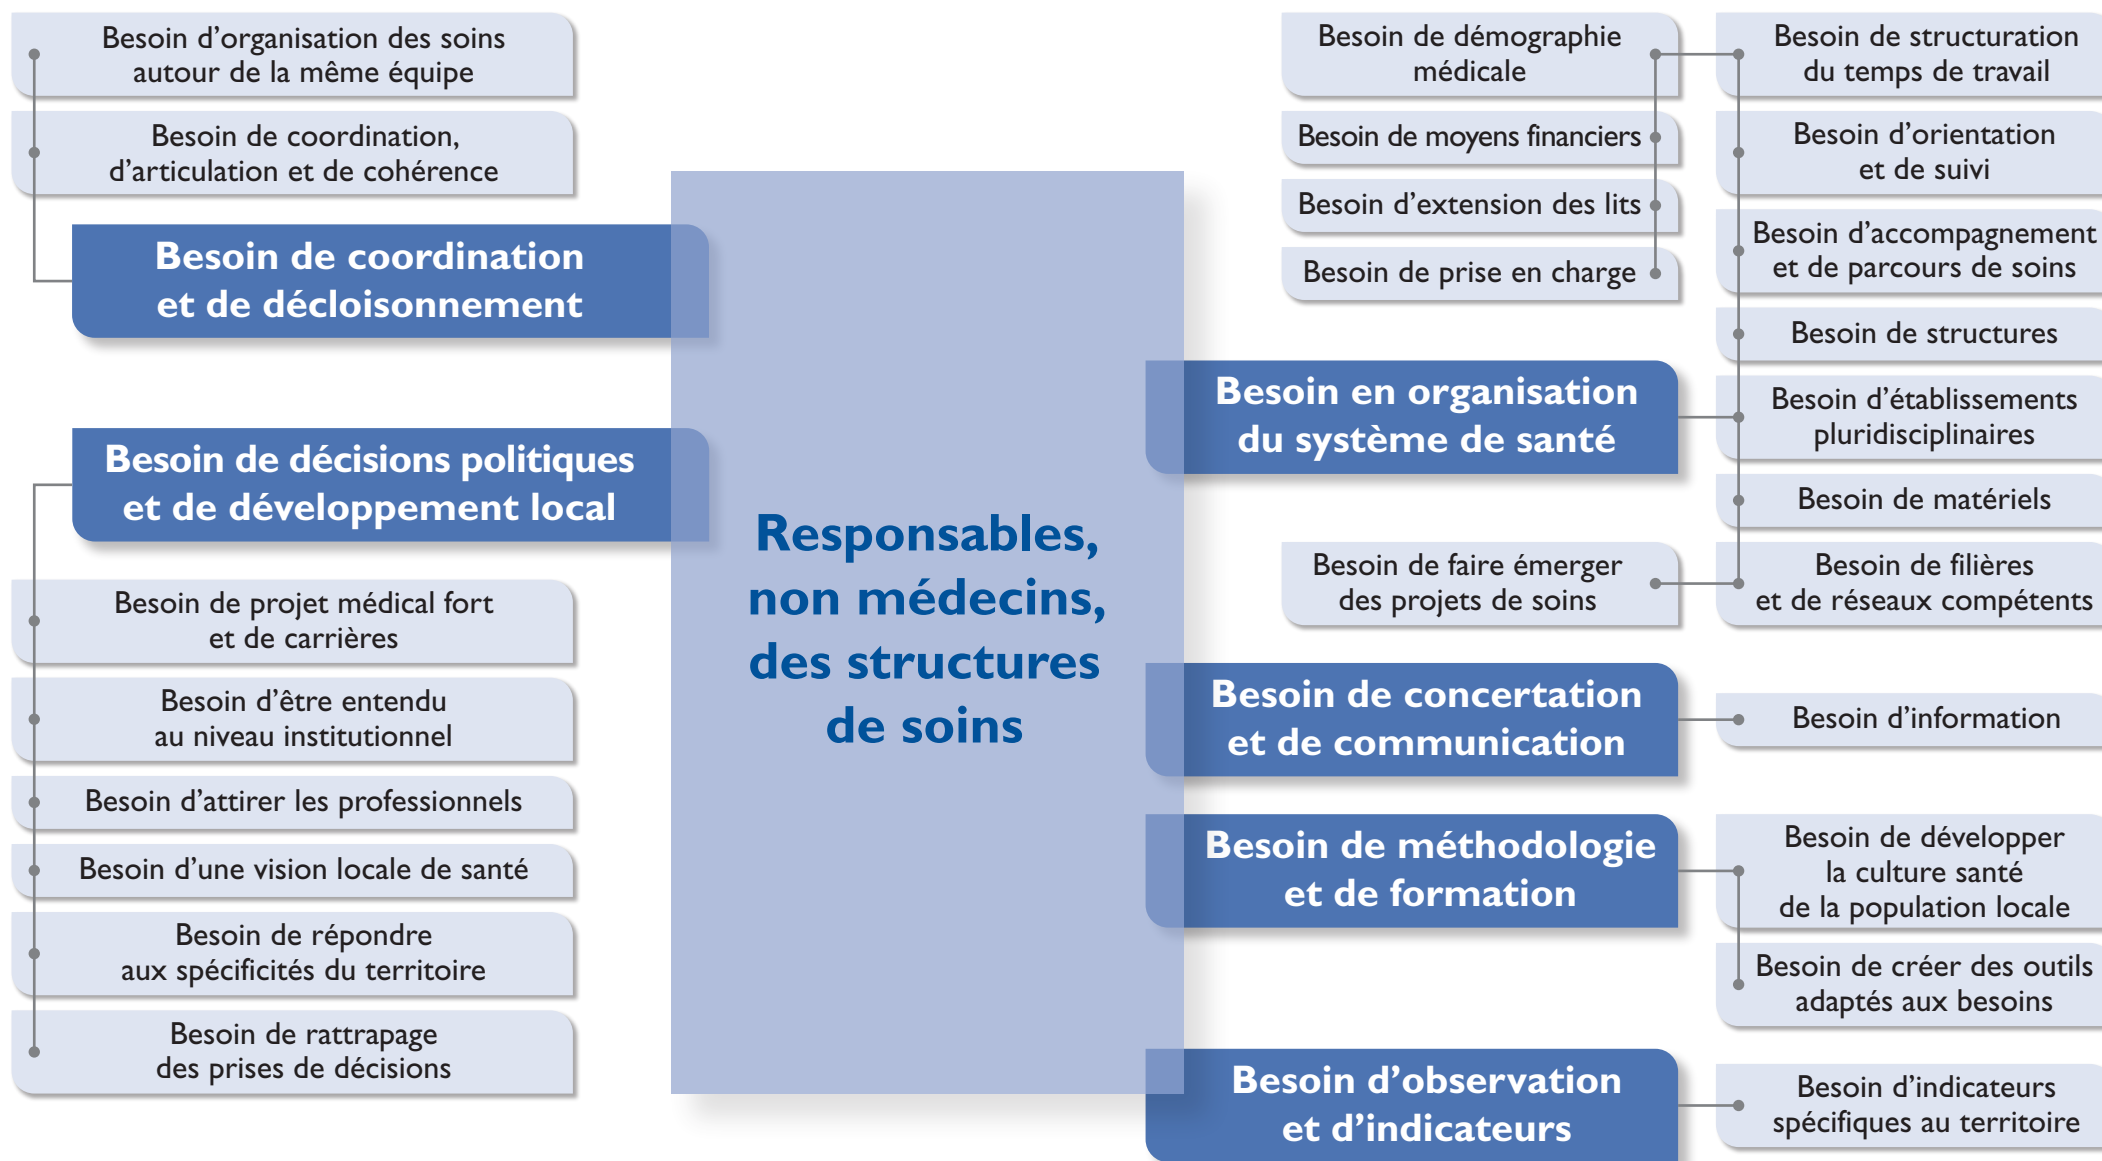 Besoin d’organisation des soins
autour de la même équipe
Besoin de coordination,
d’articulation et de cohérence
Besoin de coordination
et de décloisonnement
Besoin de décisions politiques
et de développement local
Besoin de projet médical fort
et de carrières
Besoin d’être entendu
au niveau institutionnel
Besoin d’attirer les professionnels
Besoin d’une vision locale de santé
Besoin de répondre
aux spécificités du territoire
Besoin de rattrapage
des prises de décisions
Responsables,
non médecins,
des structures
de soins
Besoin de démographie
médicale
Besoin de moyens financiers
Besoin d’extension des lits
Besoin de prise en charge
Besoin en organisation
du système de santé
Besoin de faire émerger
des projets de soins
Besoin de structuration
du temps de travail
Besoin d’orientation
et de suivi
Besoin d’accompagnement
et de parcours de soins
Besoin de structures
Besoin d’établissements
pluridisciplinaires
Besoin de matériels
Besoin de filières
et de réseaux compétents
Besoin de concertation
et de communication
Besoin d’information
Besoin de méthodologie
et de formation
Besoin de développer
la culture santé
de la population locale
Besoin de créer des outils
adaptés aux besoins
Besoin d’observation
et d’indicateurs
Besoin d’indicateurs
spécifiques au territoire